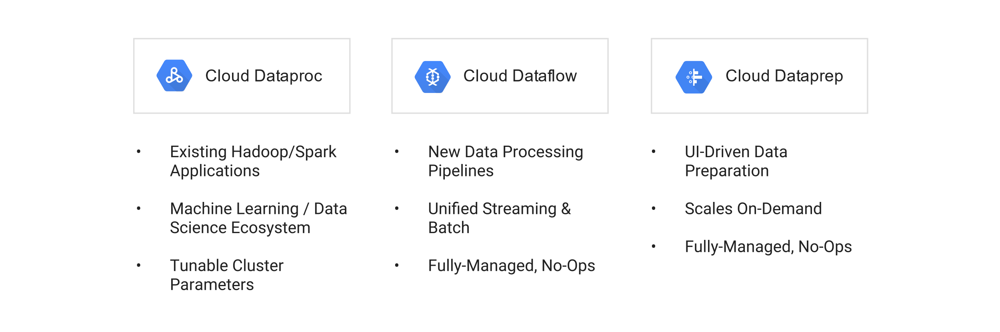 Cloud Dataproc
• Existing Hadoop/Spark
Applications
• Machine Learning / Data
Science Ecosystem
• Tunable Cluster
Parameters
Cloud Dataflow
• New Data Processing
Pipelines
• Unified Streaming &
Batch
• Fully-Managed, No-Ops
Cloud Dataprep
• UI-Driven Data
Preparation
• Scales On-Demand
• Fully-Managed, No-Ops